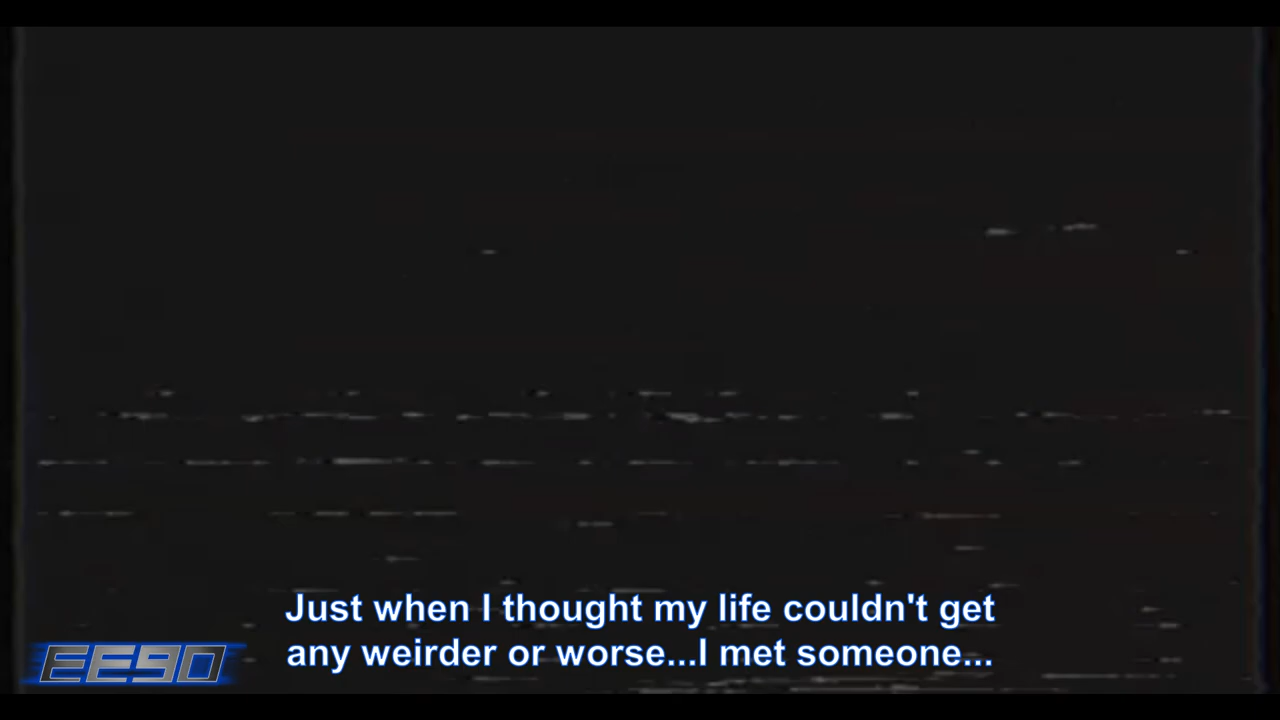 Just when I thought my life couldn't get
any weirder or worse...I met someone...
EE90